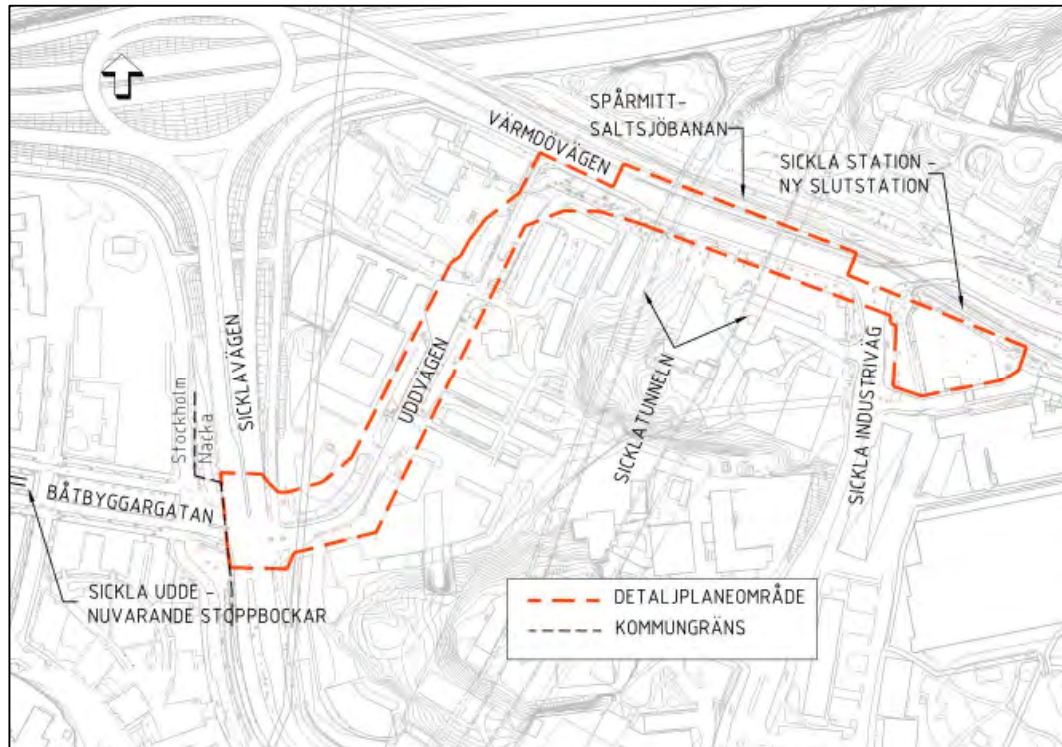 SPÅRMITT-
SALTSJÖBANAN
VÄRMDÖVÄGEN
SICKLA STATION -
NY SLUTSTATION
SICKLAVÄGEN
UDDVÄGEN
SICKLATUNNELN
SICKLA INDUSTRIVÄG
Stockholm
Nacka
BÅTBYGGARGATAN
SICKLA UDDE -
NUVARANDE STOPPBOCKAR
DETALJPLANEOMRÅDE
KOMMUNGRÄNS